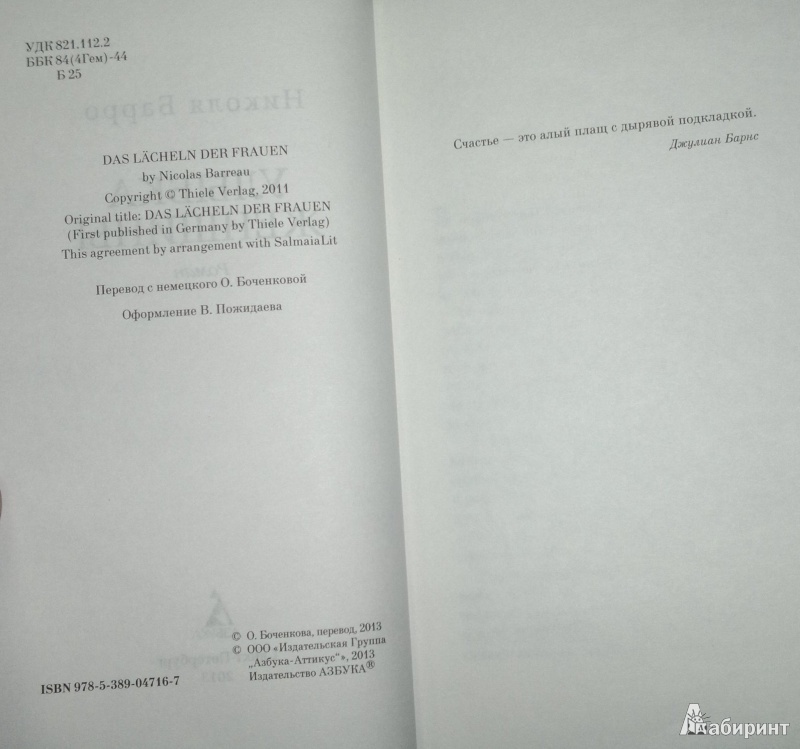 УДК 821.112.2
ББК 84(4Гем)-44
Б 25
Николя Барро
Роман
DAS LÄCHELN DER FRAUEN
by Nicolas Barreau
Copyright © Thiele Verlag, 2011
Original title: DAS LÄCHELN DER FRAUEN
(First published in Germany by Thiele Verlag)
This agreement by arrangement with SalmaiaLit
Перевод с немецкого О. Боченковой
Оформление В. Пожидаева
© О. Боченкова, перевод, 2013
© ООО «Издательская Группа
„Азбука-Аттикус"», 2013
Издательство АЗБУКА®
ISBN 978-5-389-04716-7
Счастье — это алый плащ с дырявой подкладкой.
Джулиан Барнс
Лабиринт